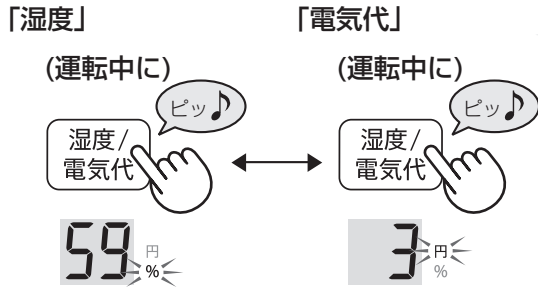 「湿度」
(運転中に)
ピッ♪
湿度/
電気代
59 円
%
「電気代」
(運転中に)
ピッ♪
湿度/
電気代
3 円
%